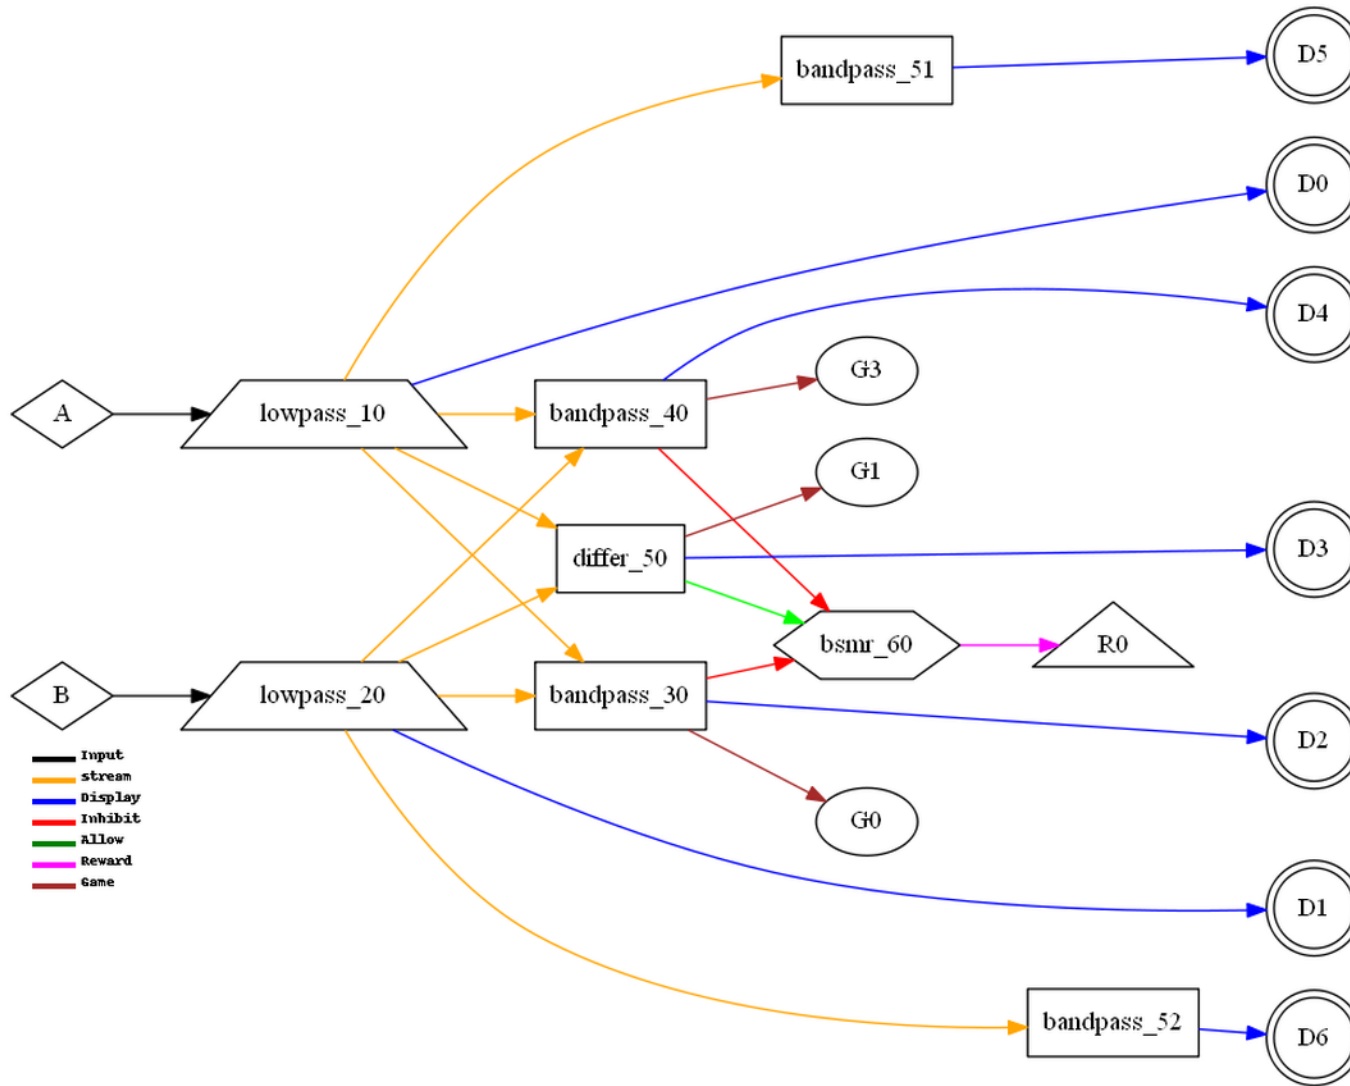 bandpass_51
D5
D0
D4
G3
A
lowpass_10
bandpass_40
G1
differ_50
D3
bsmr_60
R0
B
lowpass_20
bandpass_30
D2
Input
stream
Display
Inhibit
Allow
Reward
Game
G0
D1
bandpass_52
D6